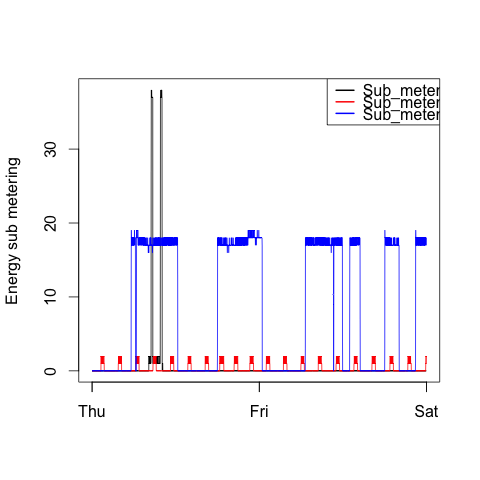 Sub_meter
Sub_meter
Sub_meter
Energy sub metering
30
20
10
0
Thu Fri Sat